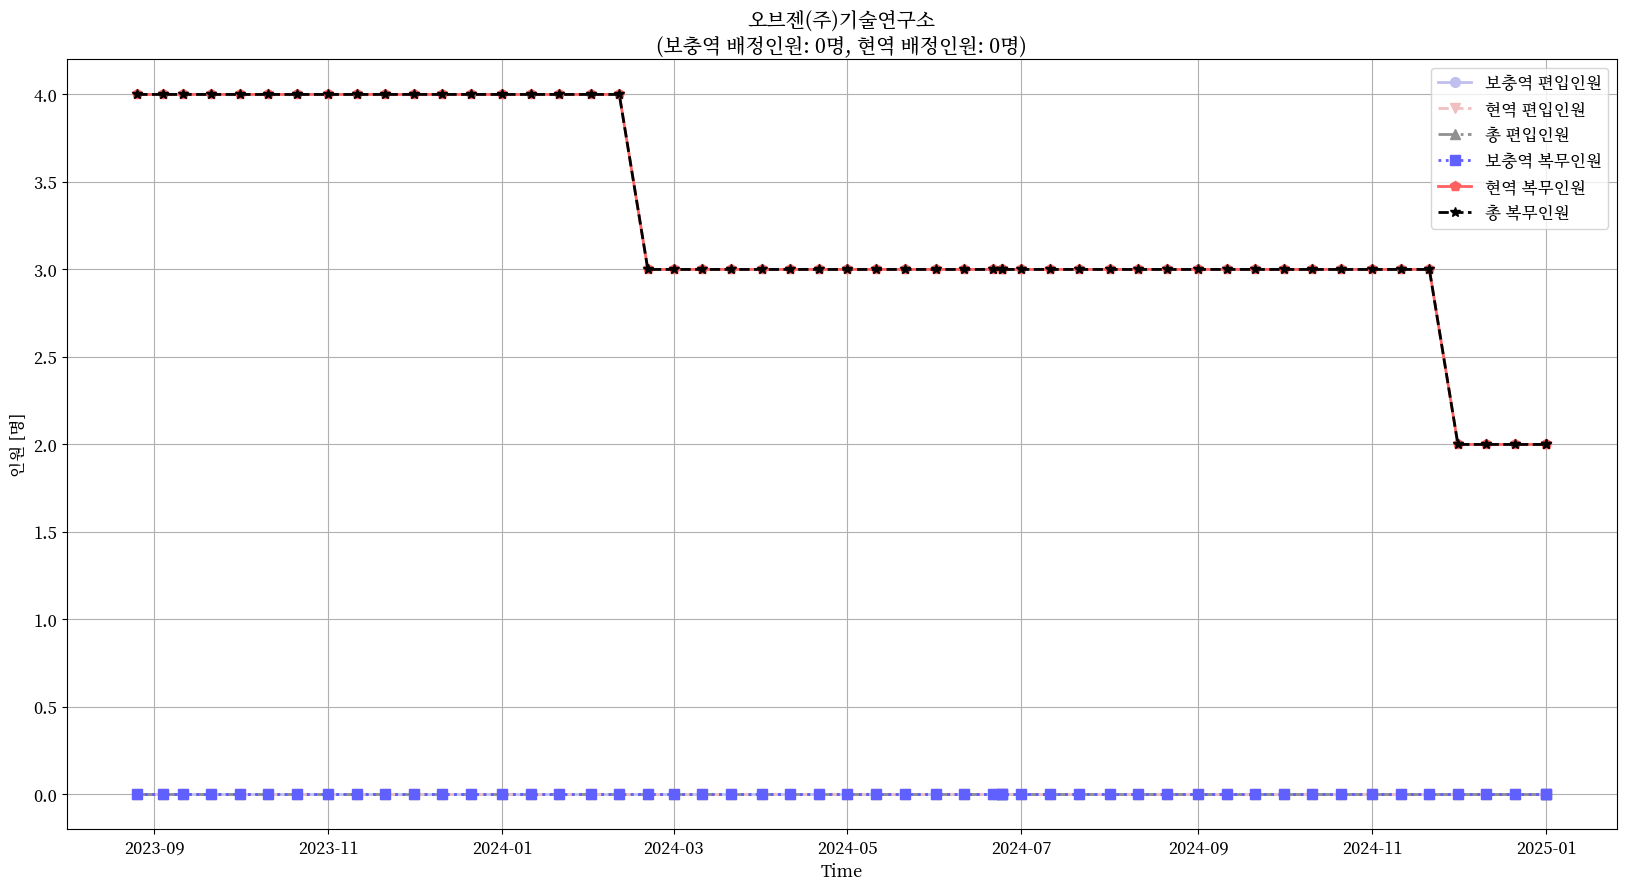 오브젠(주)기술연구소
(보충역 배정인원: 0명, 현역 배정인원: 0명)
보충역 편입인원
현역 편입인원
총 편입인원
보충역 복무인원
현역 복무인원
총 복무인원
인원 [명]
4.0
3.5
3.0
2.5
2.0
1.5
1.0
0.5
0.0
2023-09 2023-11 2024-01 2024-03 2024-05 2024-07 2024-09 2024-11 2025-01
Time